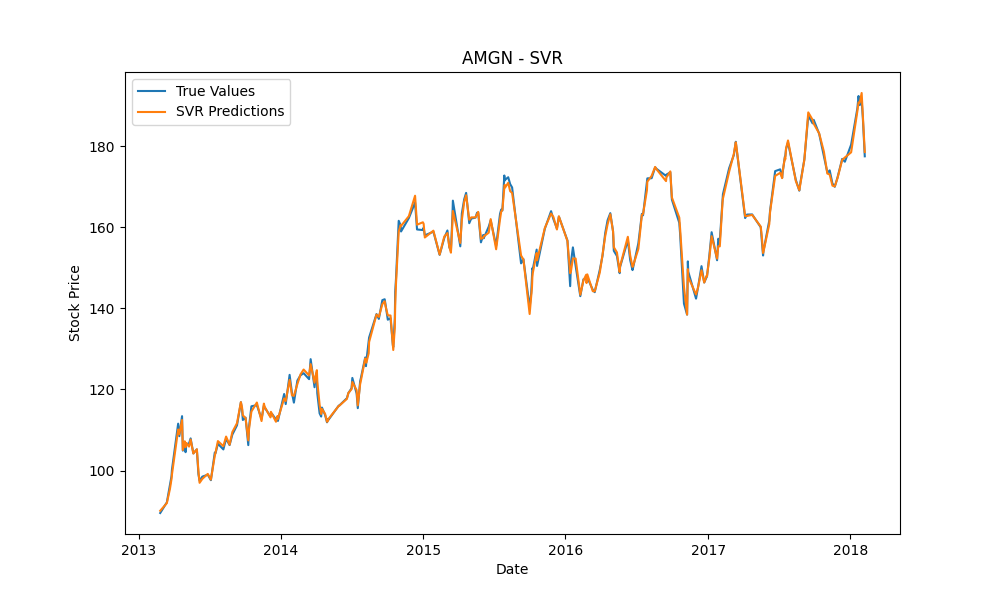 AMGN - SVR
True Values
SVR Predictions
Stock Price
180
160
140
120
100
2013 2014 2015 2016 2017 2018
Date